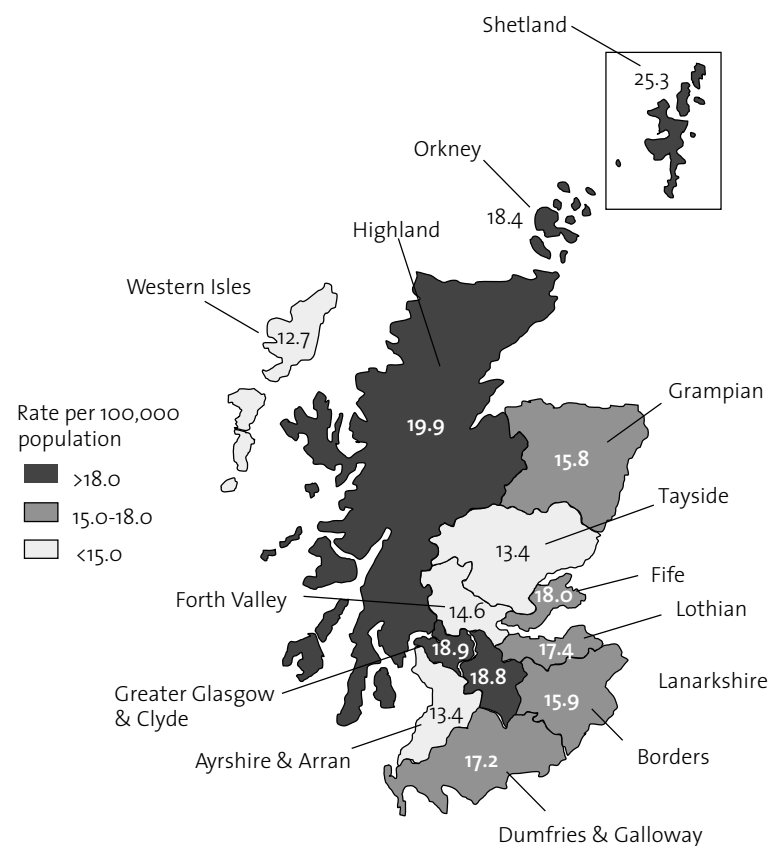 Shetland
25.3
Orkney
18.4
Highland
Western Isles
12.7
Grampian
Rate per 100,000
population
19.9
15.8
>18.0
15.0-18.0
<15.0
Tayside
13.4
Fife
18.0
Forth Valley
14.6
Lothian
17.4
18.9
18.8
Lanarkshire
Greater Glasgow
& Clyde
15.9
13.4
Ayrshire & Arran
17.2
Borders
Dumfries & Galloway